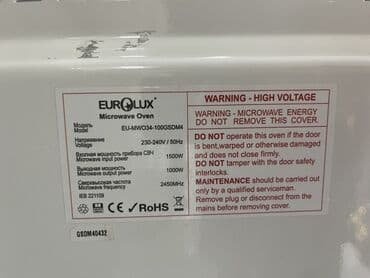 EUROLUX
Microwave Oven
Модель
Model EU-MWO34-100GSDM4
Напряжение
Voltage 230-240V / 50Hz
Входная мощность прибора СВЧ
Microwave input power 1500W
Выходная мощность
Microwave output power 1000W
Сверхвысокая частота
Microwave frequency 2450MHz
IEB 221109
CE RoHS
WARNING - HIGH VOLTAGE
WARNING - MICROWAVE ENERGY
DO NOT REMOVE THIS COVER.
DO NOT operate this oven if the door
is bent,warped or otherwise damaged
and does not close firmly.
DO NOT tamper with the door safety
interlocks.
MAINTENANCE should be carried out
only by a qualified serviceman.
Remove plug or disconnect from the
mains before removing cover.
GSDM40432